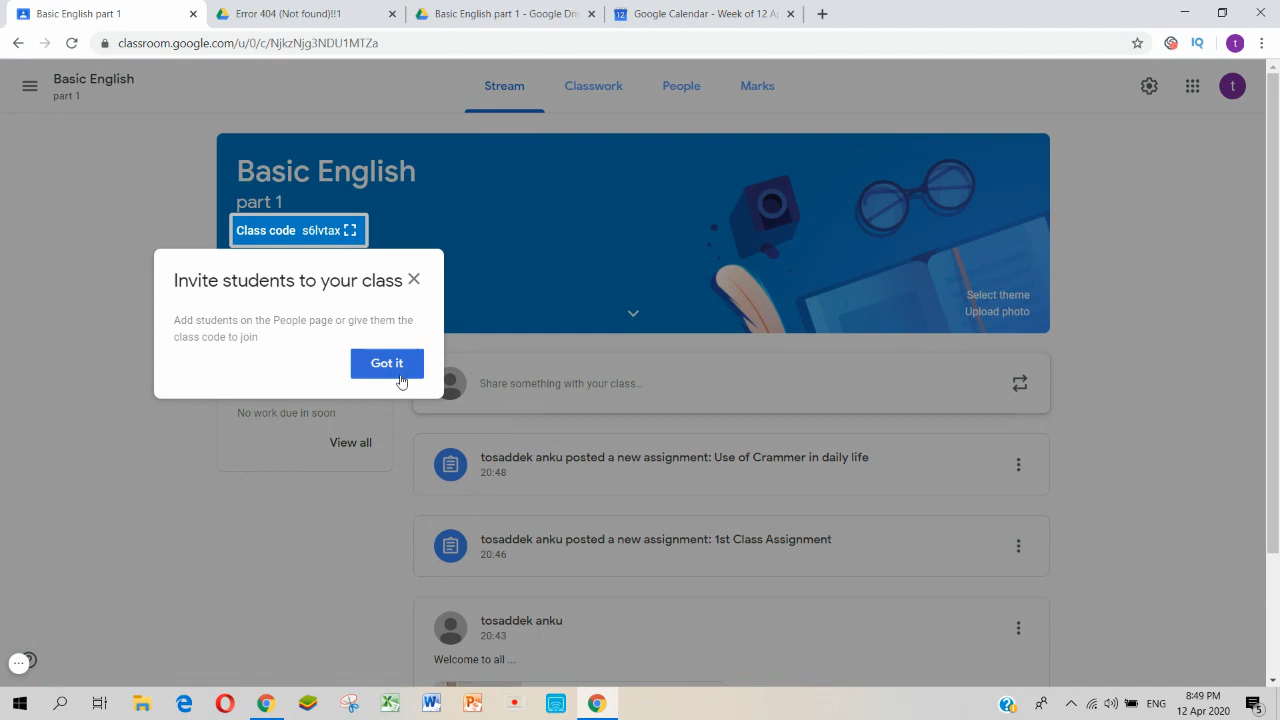 Basic English
Error 404 (Not found)!!1
Basic English part 1 - Google Dri
Google Calendar - Week of 12 Ap
classroom.google.com/u/0/c/NjkzNjg3NDU1MTZa
IQ
t
Basic English
part 1
Stream
Classwork
People
Marks
t
Basic English
part 1
Class code s6lvtax
Select theme
Upload photo
Invite students to your class
Add students on the People page or give them the
class code to join
Got it
Share something with your class...
No work due in soon
View all
tosaddek anku posted a new assignment: Use of Crammer in daily life
20:48
tosaddek anku posted a new assignment: 1st Class Assignment
20:46
tosaddek anku
20:43
Welcome to all ...
ENG
8:49 PM
12 Apr 2020
5